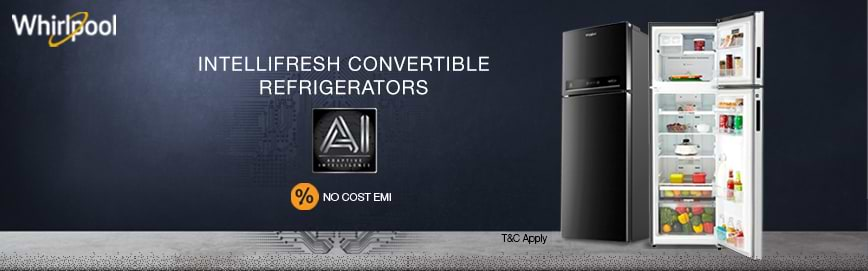 Whirlpool
INTELLIFRESH CONVERTIBLE
REFRIGERATORS
AI
ADAPTIVE
INTELLIGENCE
% NO COST EMI
T&C Apply